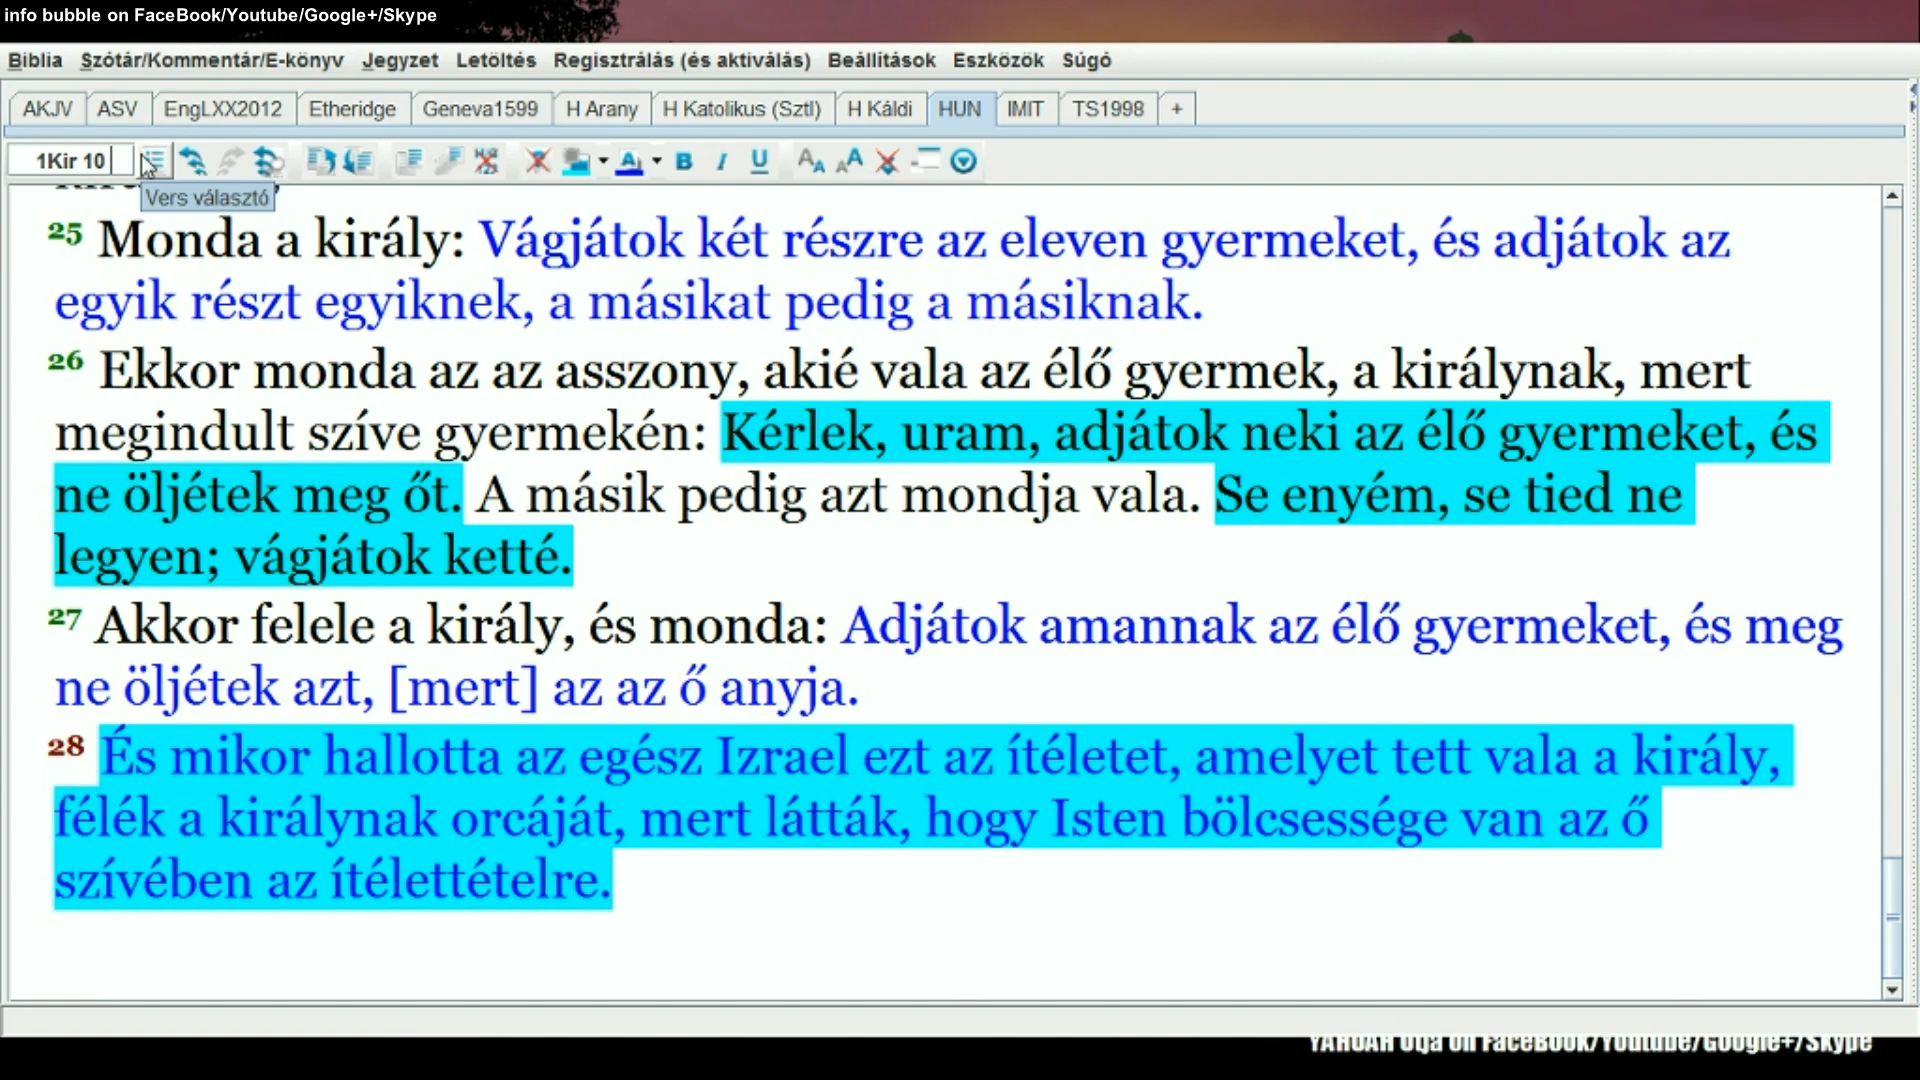 info bubble on FaceBook/Youtube/Google+/Skype
Biblia Szótár/Kommentár/E-könyv Jegyzet Letöltés Regisztrálás (és aktiválás) Beállítások Eszközök Súgó
AKJV ASV EngLXX2012 Etheridge Geneva1599 H Arany H Katolikus (Sztl) H Káldi HUN IMIT TS1998 +
1Kir 10
Vers választó
25 Monda a király: Vágjátok két részre az eleven gyermeket, és adjátok az
egyik részt egyiknek, a másikat pedig a másiknak.
26 Ekkor monda az az asszony, akié vala az élő gyermek, a királynak, mert
megindult szíve gyermekén: Kérlek, uram, adjátok neki az élő gyermeket, és
ne öljétek meg őt. A másik pedig azt mondja vala. Se enyém, se tied ne
legyen; vágjátok ketté.
27 Akkor felele a király, és monda: Adjátok amannak az élő gyermeket, és meg
ne öljétek azt, [mert] az az ő anyja.
28 És mikor hallotta az egész Izrael ezt az ítéletet, amelyet tett vala a király,
félék a királynak orcáját, mert látták, hogy Isten bölcsessége van az ő
szívében az ítélettételre.
YAHUAH Útja on FaceBook/Youtube/Google+/Skype